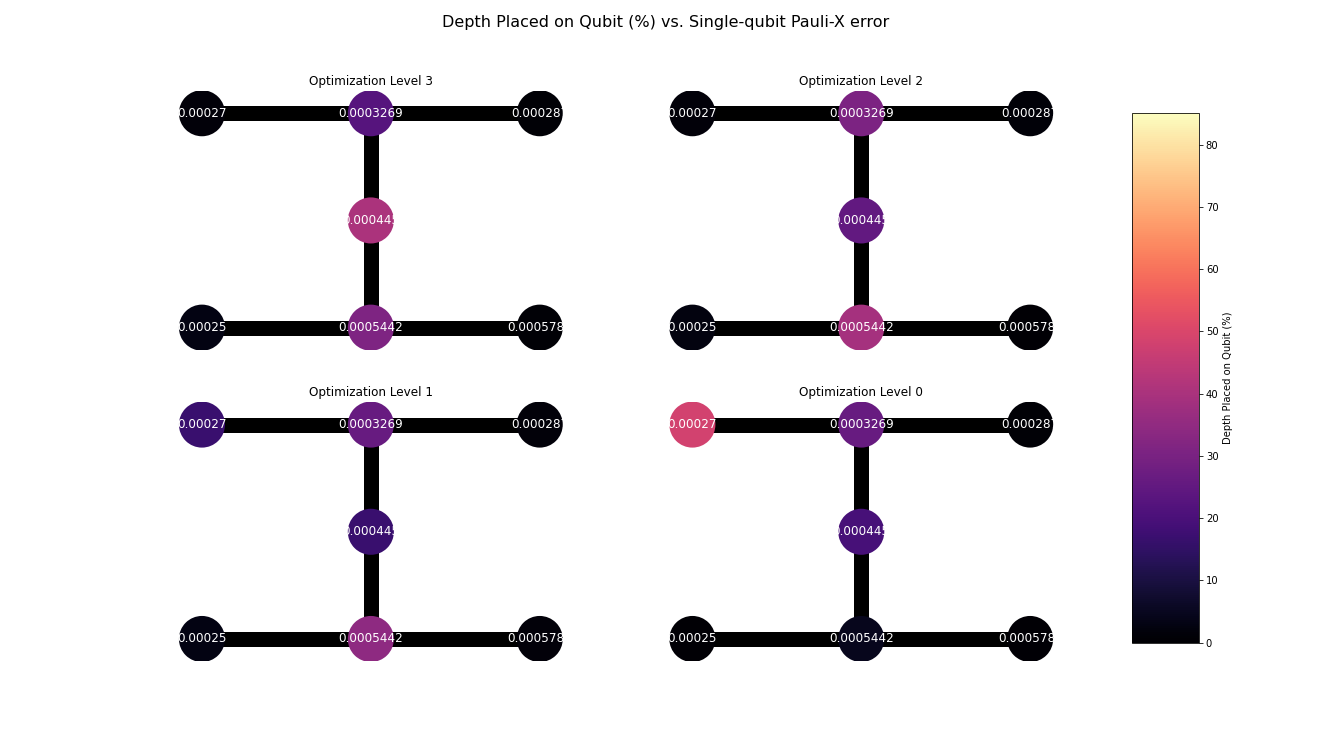 Depth Placed on Qubit (%) vs. Single-qubit Pauli-X error
Optimization Level 3
0.00027 0.0003269 0.00028
0.00044
0.00025 0.0005442 0.000578
Optimization Level 2
0.00027 0.0003269 0.00028
0.00044
0.00025 0.0005442 0.000578
Optimization Level 1
0.00027 0.0003269 0.00028
0.00044
0.00025 0.0005442 0.000578
Optimization Level 0
0.00027 0.0003269 0.00028
0.00044
0.00025 0.0005442 0.000578
80
70
60
50
40
30
20
10
0
Depth Placed on Qubit (%)